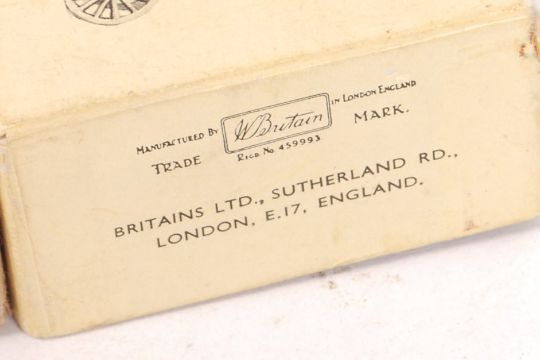 MANUFACTURED BY W Britain IN LONDON ENGLAND
TRADE REGD NO 459993 MARK.
BRITAINS LTD., SUTHERLAND RD.,
LONDON, E.17, ENGLAND.